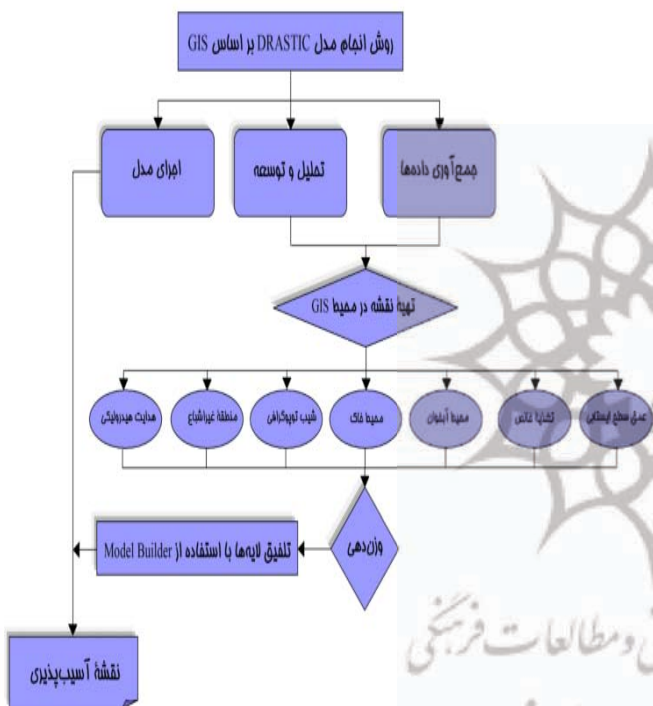 روش انجام مدل DRASTIC بر اساس GIS
جمع‌آوری داده‌ها
تحلیل و توسعه
اجرای مدل
تهیهٔ نقشه در محیط GIS
عمق سطح ایستابی
تغذیهٔ خالص
محیط آبخوان
محیط خاک
شیب توپوگرافی
منطقهٔ غیراشباع
هدایت هیدرولیکی
وزن‌دهی
تلفیق لایه‌ها با استفاده از Model Builder
نقشهٔ آسیب‌پذیری
و مطالعات فرهنگی